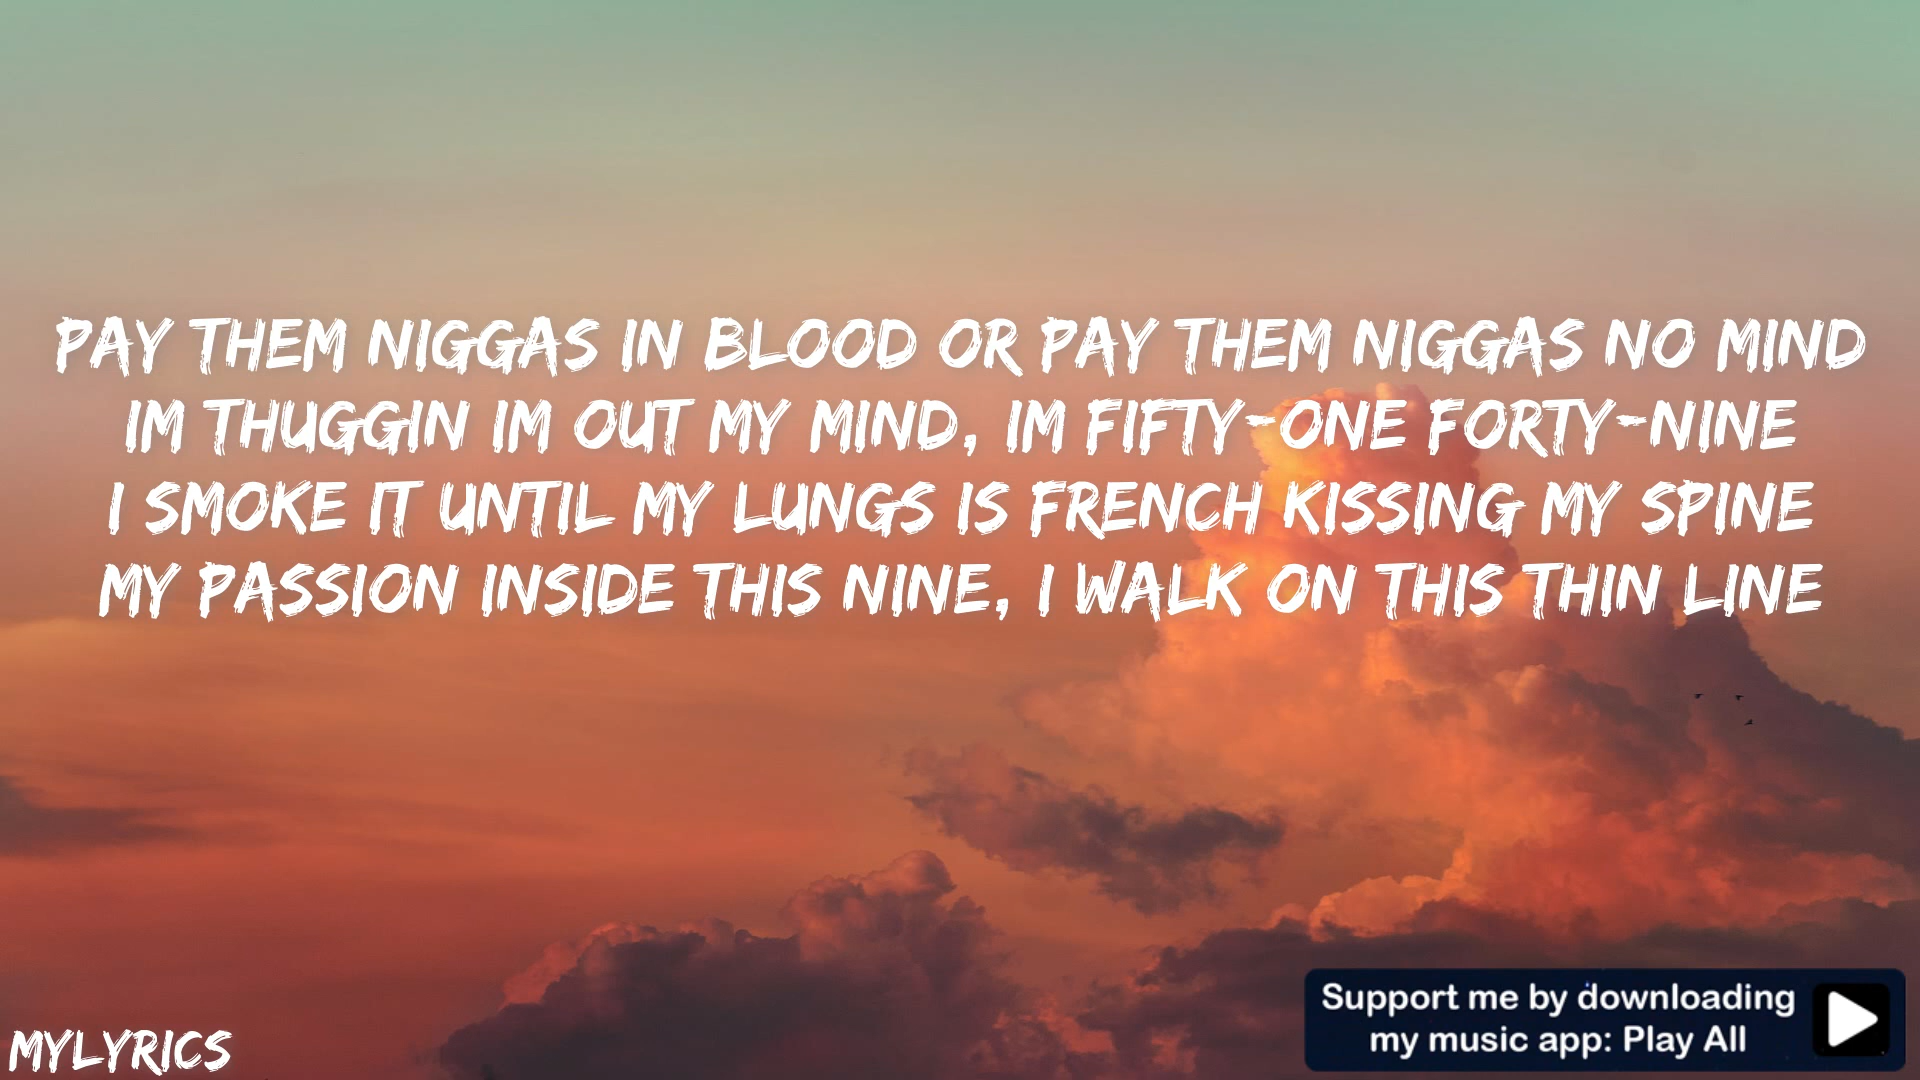 PAY THEM NIGGAS IN BLOOD OR PAY THEM NIGGAS NO MIND
IM THUGGIN IM OUT MY MIND, IM FIFTY-ONE FORTY-NINE
I SMOKE IT UNTIL MY LUNGS IS FRENCH KISSING MY SPINE
MY PASSION INSIDE THIS NINE, I WALK ON THIS THIN LINE
Support me by downloading
my music app: Play All
MYLYRICS